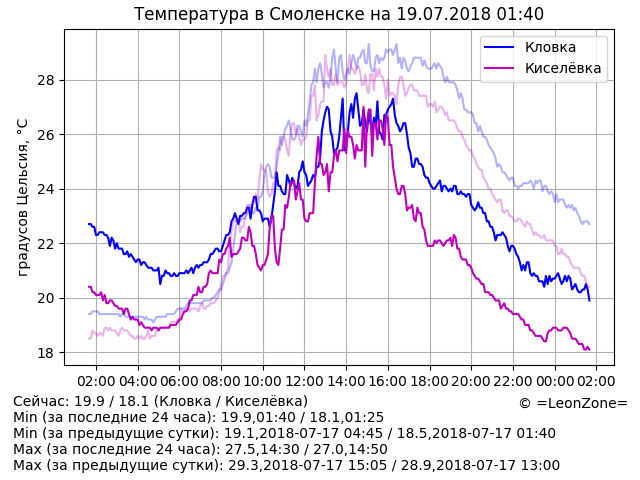 Температура в Смоленске на 19.07.2018 01:40
Кловка
Киселёвка
градусов Цельсия, °C
28
26
24
22
20
18
02:00 04:00 06:00 08:00 10:00 12:00 14:00 16:00 18:00 20:00 22:00 00:00 02:00
Сейчас: 19.9 / 18.1 (Кловка / Киселёвка)
© =LeonZone=
Min (за последние 24 часа): 19.9,01:40 / 18.1,01:25
Min (за предыдущие сутки): 19.1,2018-07-17 04:45 / 18.5,2018-07-17 01:40
Max (за последние 24 часа): 27.5,14:30 / 27.0,14:50
Max (за предыдущие сутки): 29.3,2018-07-17 15:05 / 28.9,2018-07-17 13:00